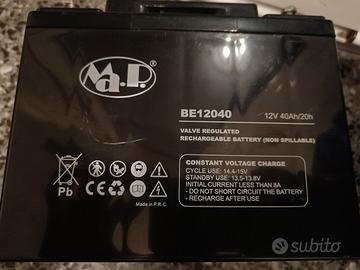 M.a.P.®
BE12040
12V 40Ah/20h
VALVE REGULATED
RECHARGEABLE BATTERY (NON SPILLABLE)
CONSTANT VOLTAGE CHARGE
CYCLE USE: 14.4-15V
STANDBY USE: 13.5-13.8V
INITIAL CURRENT LESS THAN 8A
- DO NOT SHORT CIRCUIT THE BATTERY
- RECHARGE AFTER USE
Pb
CE
Made in P.R.C.
subito